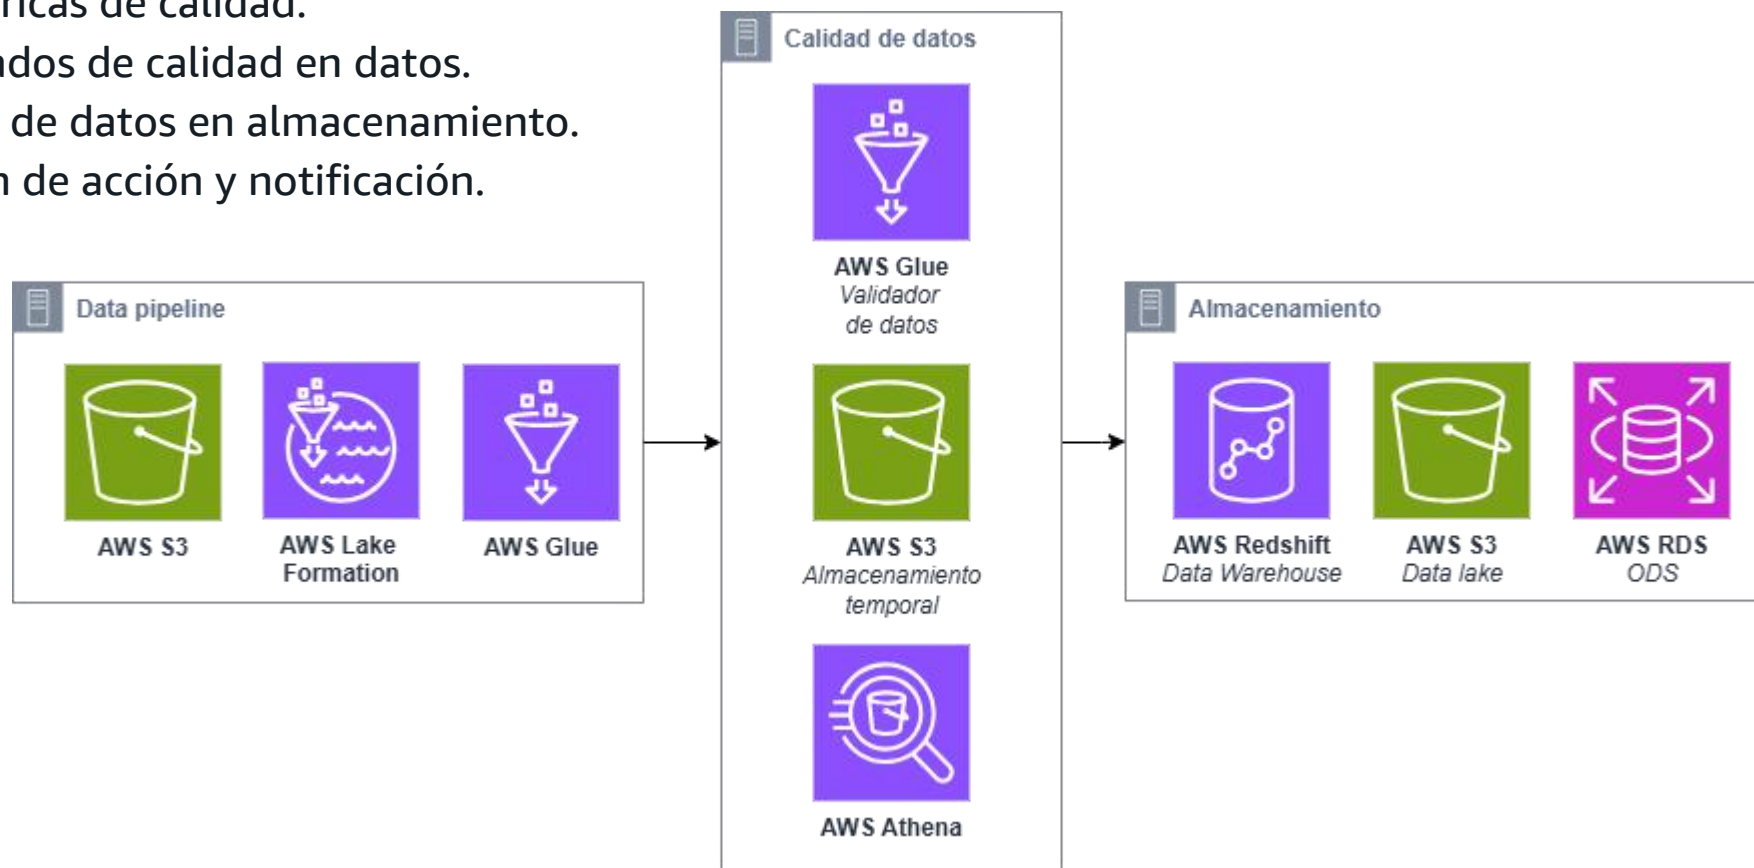 ricas de calidad.
ados de calidad en datos.
de datos en almacenamiento.
n de acción y notificación.
Data pipeline
AWS S3
AWS Lake
Formation
AWS Glue
Calidad de datos
AWS Glue
Validador
de datos
AWS S3
Almacenamiento
temporal
AWS Athena
Almacenamiento
AWS Redshift
Data Warehouse
AWS S3
Data lake
AWS RDS
ODS